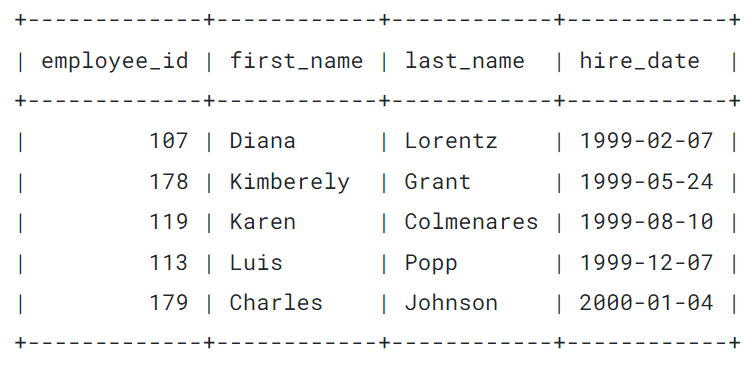 +-------------+------------+------------+------------+
| employee_id | first_name | last_name  | hire_date  |
+-------------+------------+------------+------------+
|         107 | Diana      | Lorentz    | 1999-02-07 |
|         178 | Kimberely  | Grant      | 1999-05-24 |
|         119 | Karen      | Colmenares | 1999-08-10 |
|         113 | Luis       | Popp       | 1999-12-07 |
|         179 | Charles    | Johnson    | 2000-01-04 |
+-------------+------------+------------+------------+